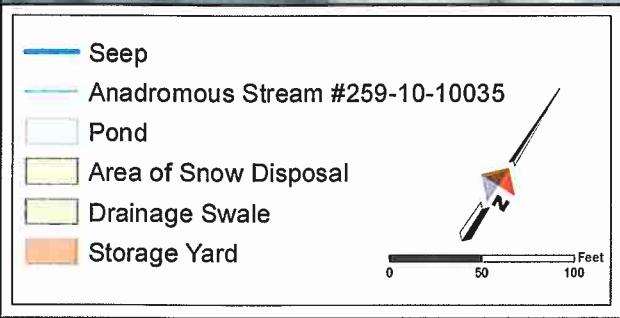 Seep
Anadromous Stream #259-10-10035
Pond
Area of Snow Disposal
Drainage Swale
Storage Yard
N
Feet
0 50 100